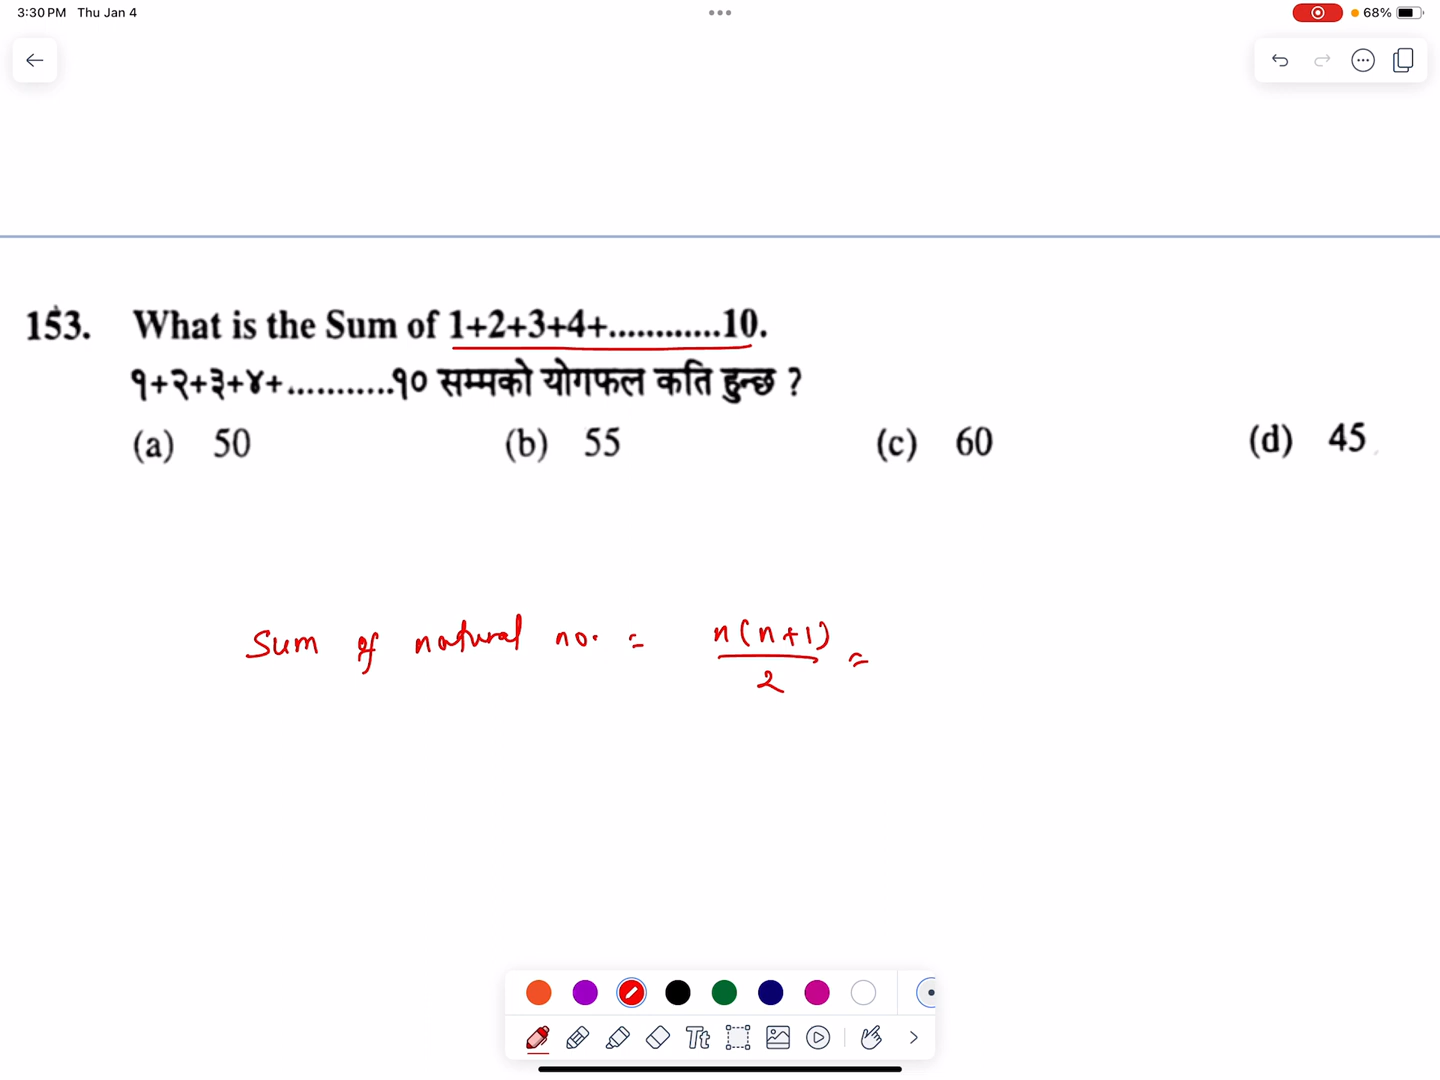 3:30 PM Thu Jan 4
68%
153. What is the Sum of 1+2+3+4+............10.
१+२+३+४+...........१० सम्मको योगफल कति हुन्छ ?
(a) 50 (b) 55 (c) 60 (d) 45
Sum of natural no. = n(n+1) =
2
Tt